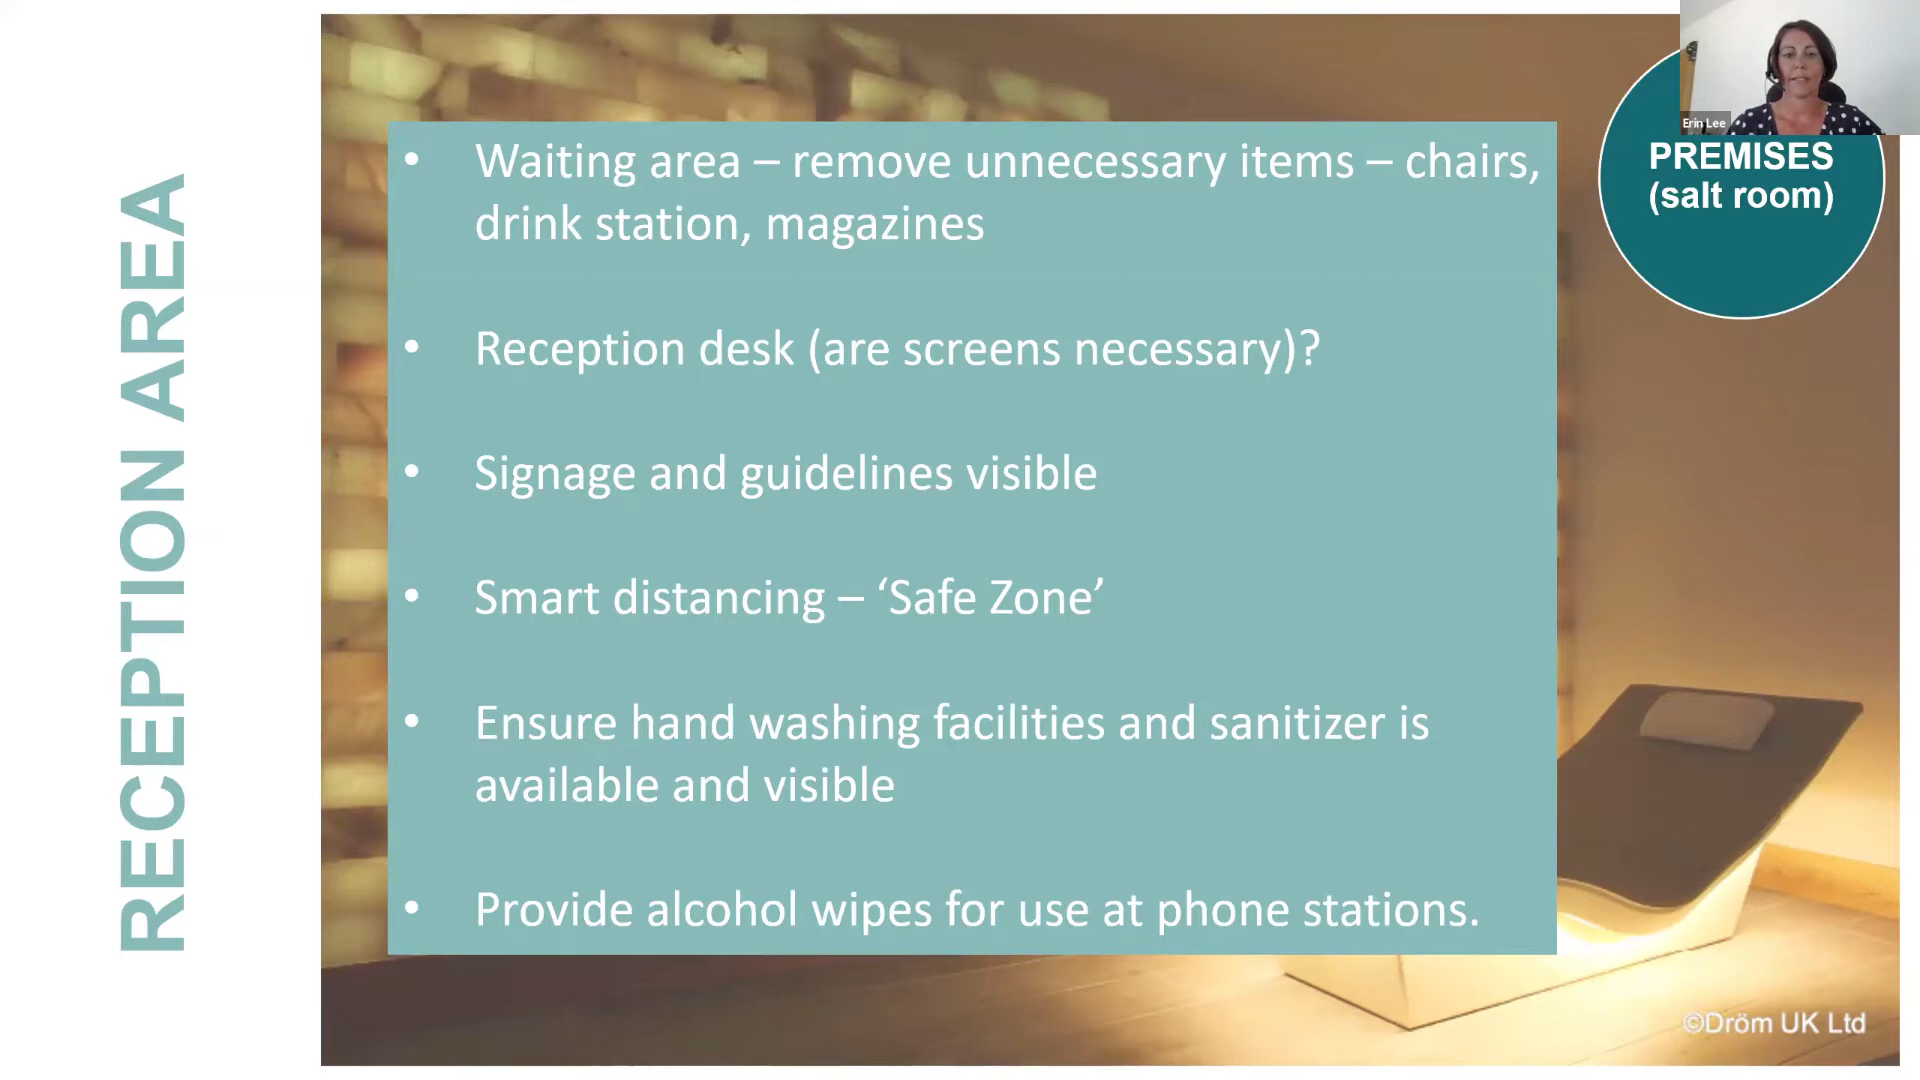 RECEPTION AREA
• Waiting area – remove unnecessary items – chairs,
drink station, magazines
• Reception desk (are screens necessary)?
• Signage and guidelines visible
• Smart distancing – ‘Safe Zone’
• Ensure hand washing facilities and sanitizer is
available and visible
• Provide alcohol wipes for use at phone stations.
Erin Lee
PREMISES
(salt room)
©Dröm UK Ltd